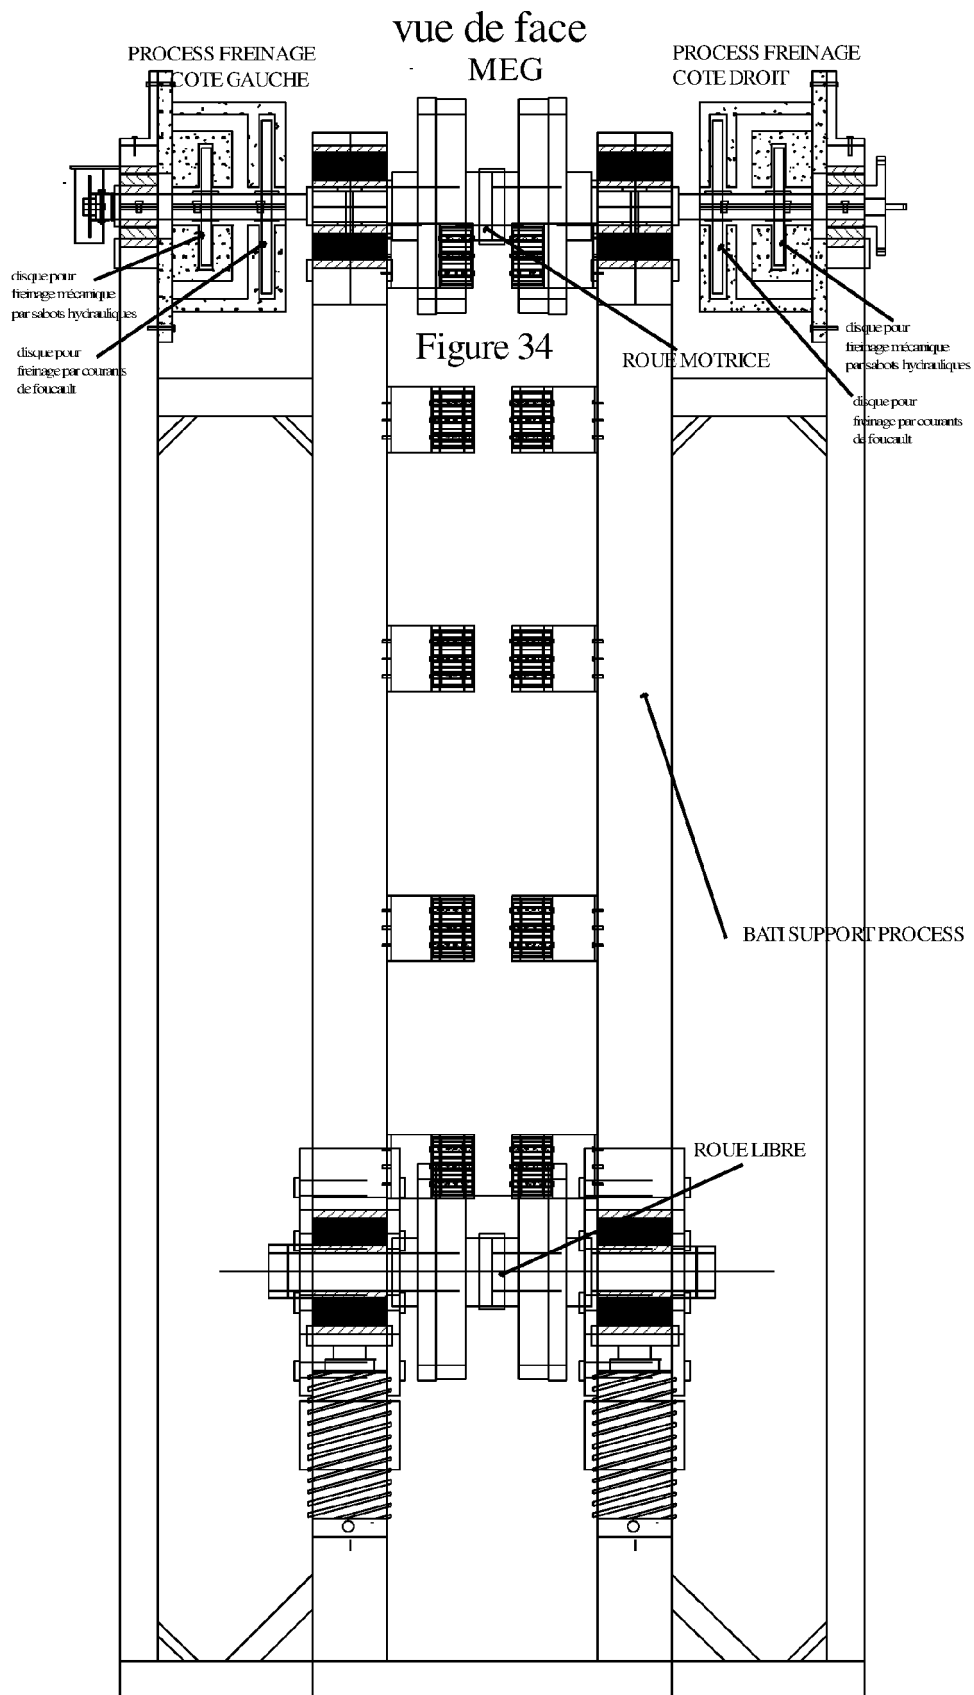 vue de face
MEG
PROCESS FREINAGE
COTE GAUCHE
PROCESS FREINAGE
COTE DROIT
disque pour
freinage mécanique
par sabots hydrauliques
disque pour
freinage par courants
de foucault
Figure 34
ROUE MOTRICE
disque pour
freinage mécanique
par sabots hydrauliques
disque pour
freinage par courants
de foucault
BATI SUPPORT PROCESS
ROUE LIBRE